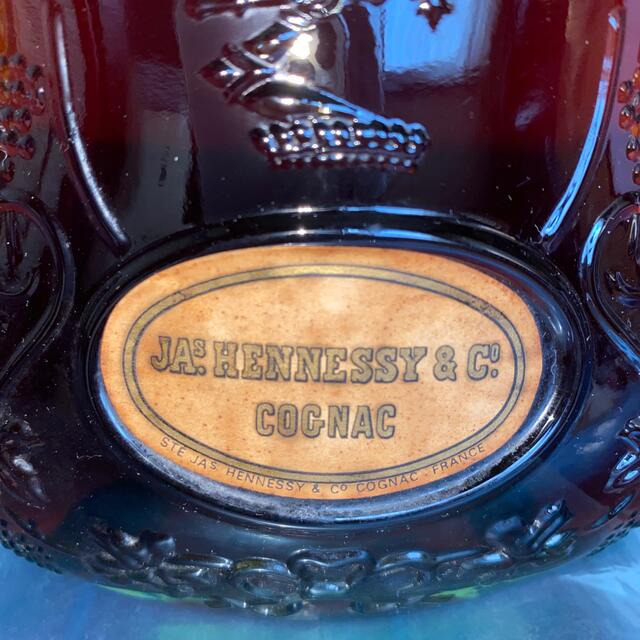 JAS HENNESSY & CO.
COGNAC
STE JAS HENNESSY & CO COGNAC - FRANCE